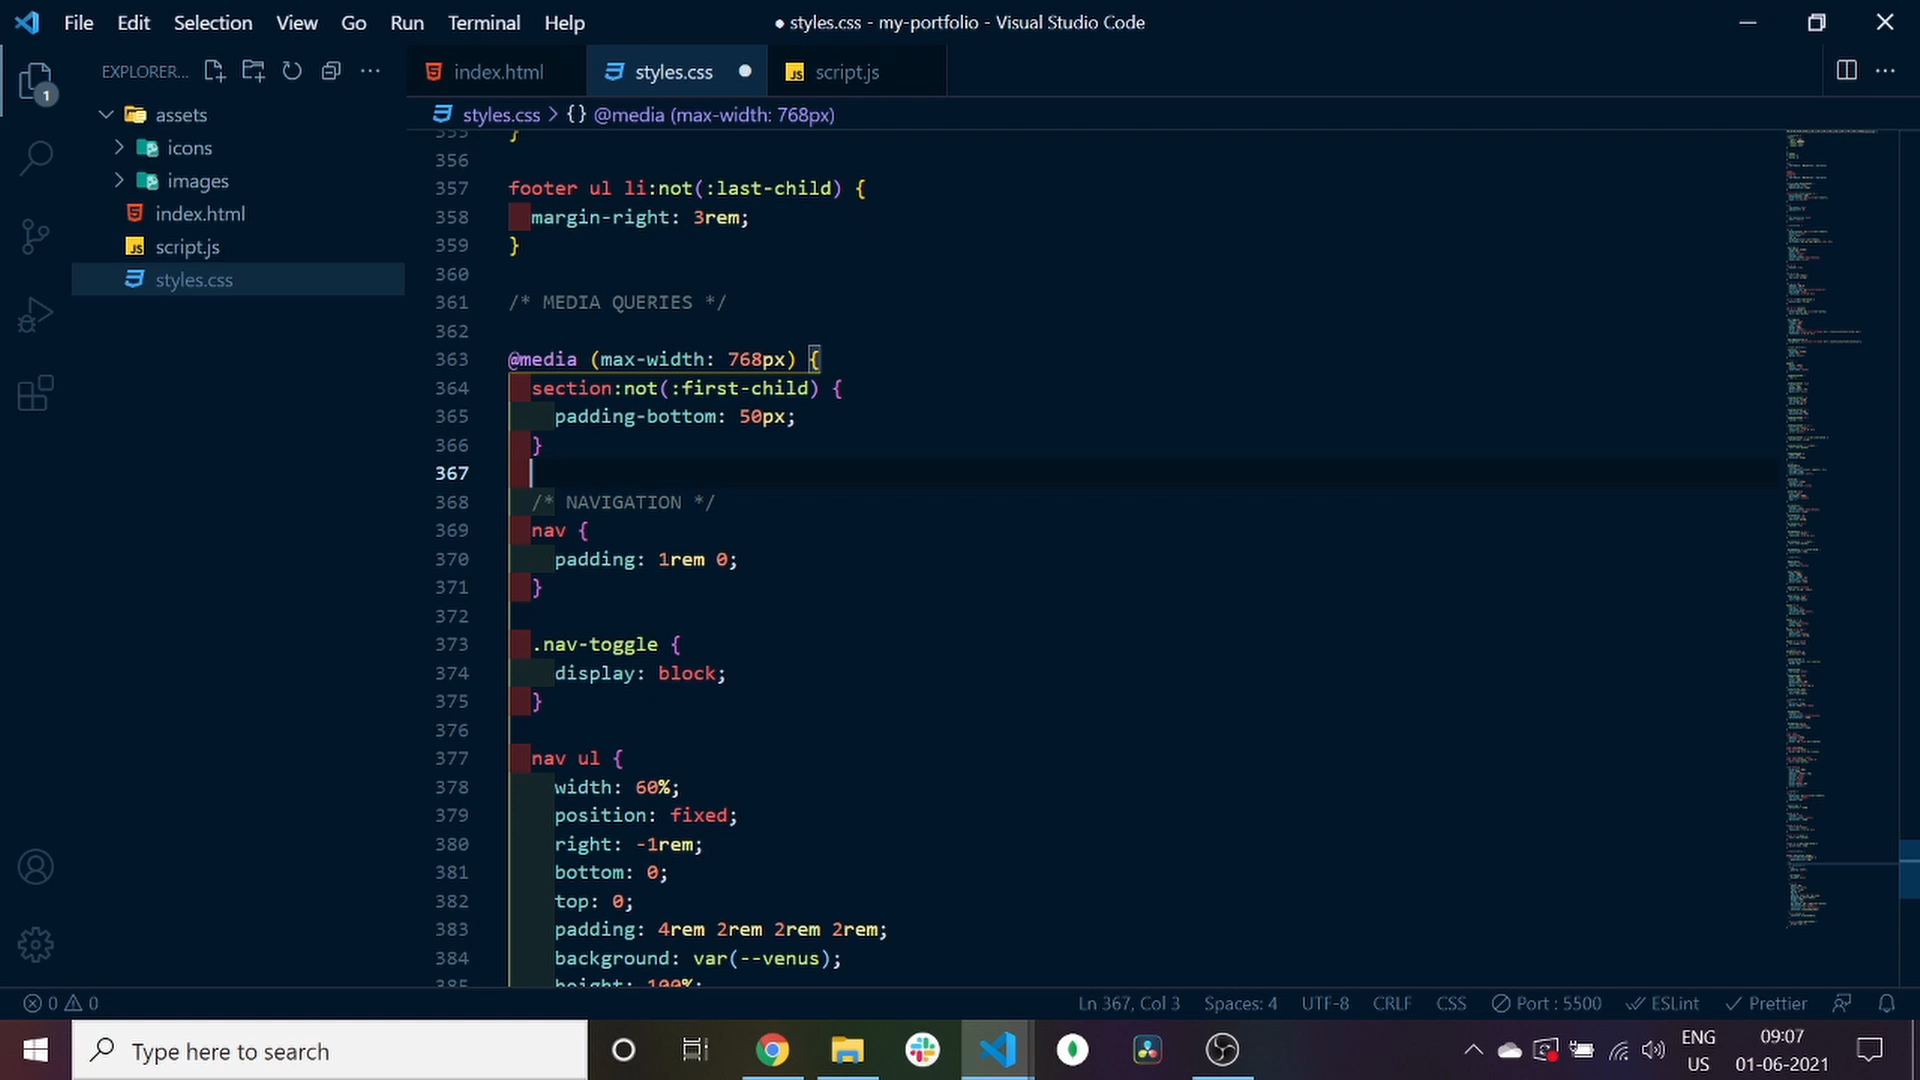 File Edit Selection View Go Run Terminal Help
● styles.css - my-portfolio - Visual Studio Code
EXPLORER...
1
assets
icons
images
index.html
script.js
styles.css
index.html
styles.css
script.js
styles.css > {} @media (max-width: 768px)
355 }
356
357 footer ul li:not(:last-child) {
358 margin-right: 3rem;
359 }
360
361 /* MEDIA QUERIES */
362
363 @media (max-width: 768px) {
364 section:not(:first-child) {
365 padding-bottom: 50px;
366 }
367
368 /* NAVIGATION */
369 nav {
370 padding: 1rem 0;
371 }
372
373 .nav-toggle {
374 display: block;
375 }
376
377 nav ul {
378 width: 60%;
379 position: fixed;
380 right: -1rem;
381 bottom: 0;
382 top: 0;
383 padding: 4rem 2rem 2rem 2rem;
384 background: var(--venus);
385 height: 100%;
0 0
Ln 367, Col 3 Spaces: 4 UTF-8 CRLF CSS Port : 5500 ESLint Prettier
Type here to search
ENG
US
09:07
01-06-2021